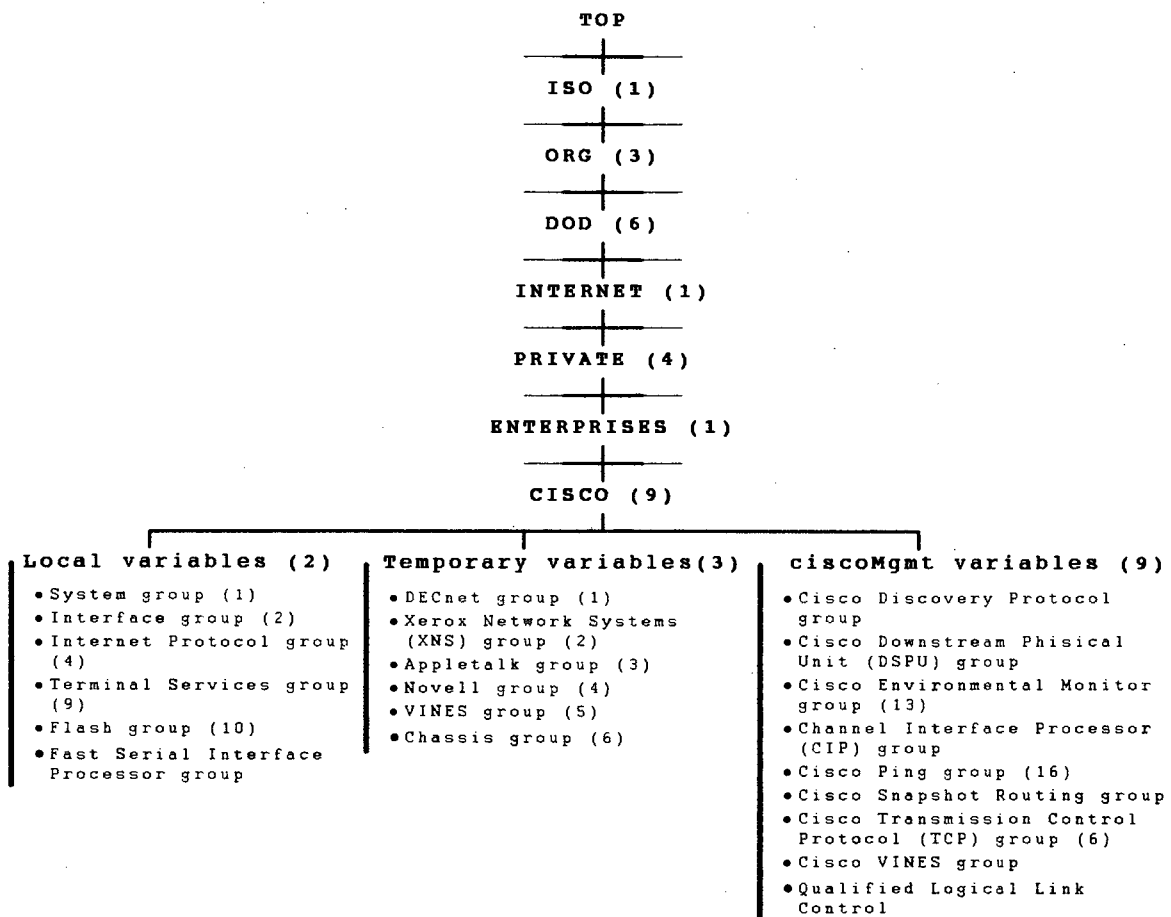 TOP
ISO (1)
ORG (3)
DOD (6)
INTERNET (1)
PRIVATE (4)
ENTERPRISES (1)
CISCO (9)
Local variables (2)
• System group (1)
• Interface group (2)
• Internet Protocol group
(4)
• Terminal Services group
(9)
• Flash group (10)
• Fast Serial Interface
Processor group
Temporary variables(3)
• DECnet group (1)
• Xerox Network Systems
(XNS) group (2)
• Appletalk group (3)
• Novell group (4)
• VINES group (5)
• Chassis group (6)
ciscoMgmt variables (9)
• Cisco Discovery Protocol
group
• Cisco Downstream Phisical
Unit (DSPU) group
• Cisco Environmental Monitor
group (13)
• Channel Interface Processor
(CIP) group
• Cisco Ping group (16)
• Cisco Snapshot Routing group
• Cisco Transmission Control
Protocol (TCP) group (6)
• Cisco VINES group
• Qualified Logical Link
Control